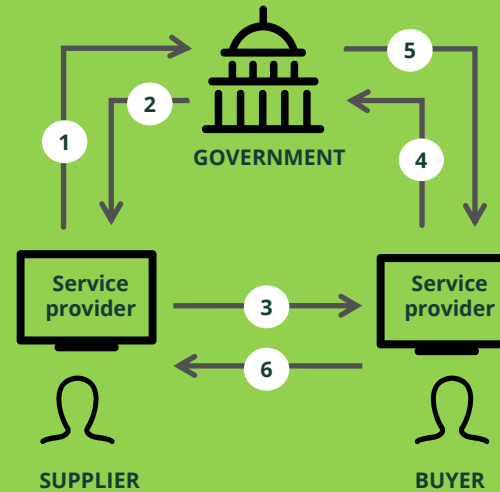 5
2
1
GOVERNMENT
4
Service
provider
Service
provider
3
6
SUPPLIER
BUYER